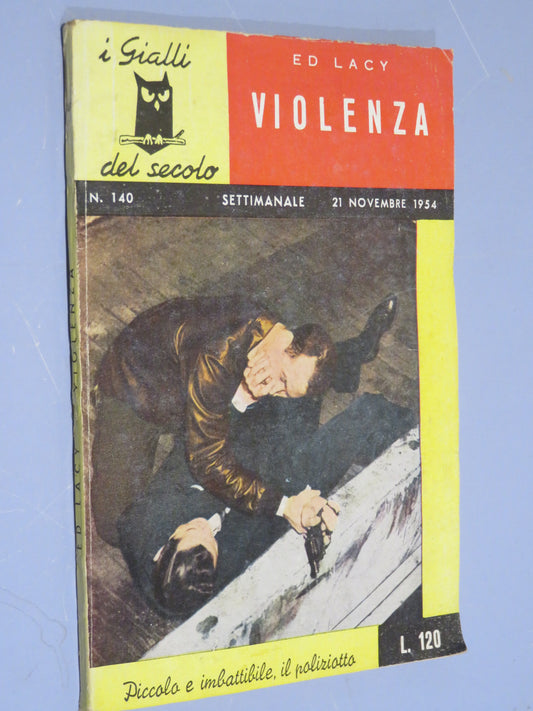 i Gialli
del secolo
ED LACY
VIOLENZA
N. 140 SETTIMANALE 21 NOVEMBRE 1954
Piccolo e imbattibile, il poliziotto
L. 120
ED LACY VIOLENZA